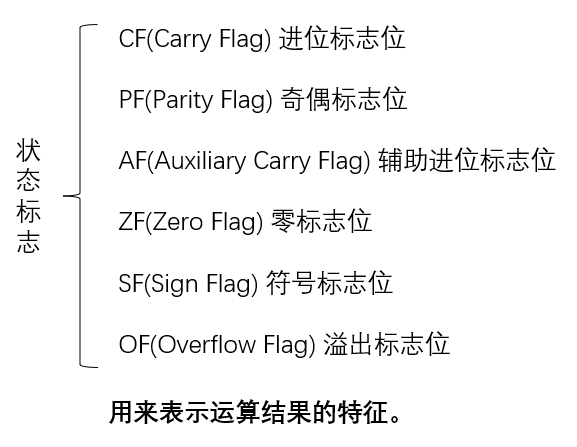 状态标志
CF(Carry Flag) 进位标志位
PF(Parity Flag) 奇偶标志位
AF(Auxiliary Carry Flag) 辅助进位标志位
ZF(Zero Flag) 零标志位
SF(Sign Flag) 符号标志位
OF(Overflow Flag) 溢出标志位
用来表示运算结果的特征。